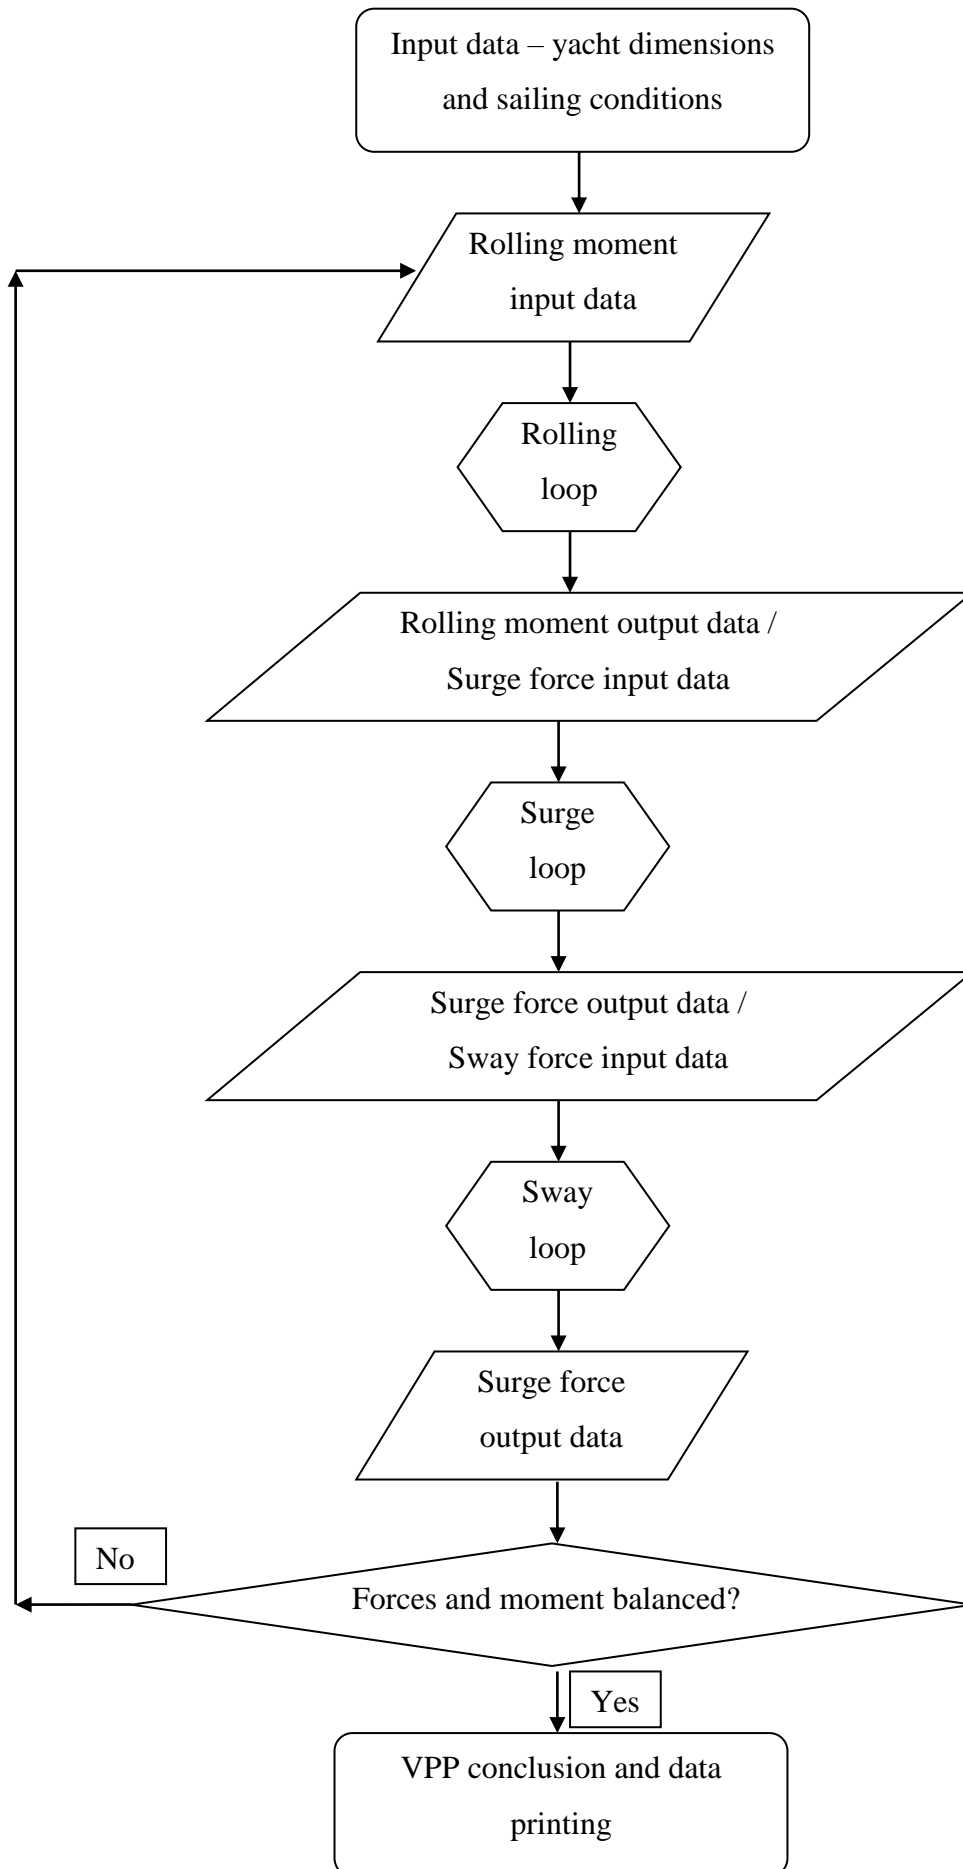 Input data – yacht dimensions
and sailing conditions
Rolling moment
input data
Rolling
loop
Rolling moment output data /
Surge force input data
Surge
loop
Surge force output data /
Sway force input data
Sway
loop
Surge force
output data
No
Forces and moment balanced?
Yes
VPP conclusion and data
printing